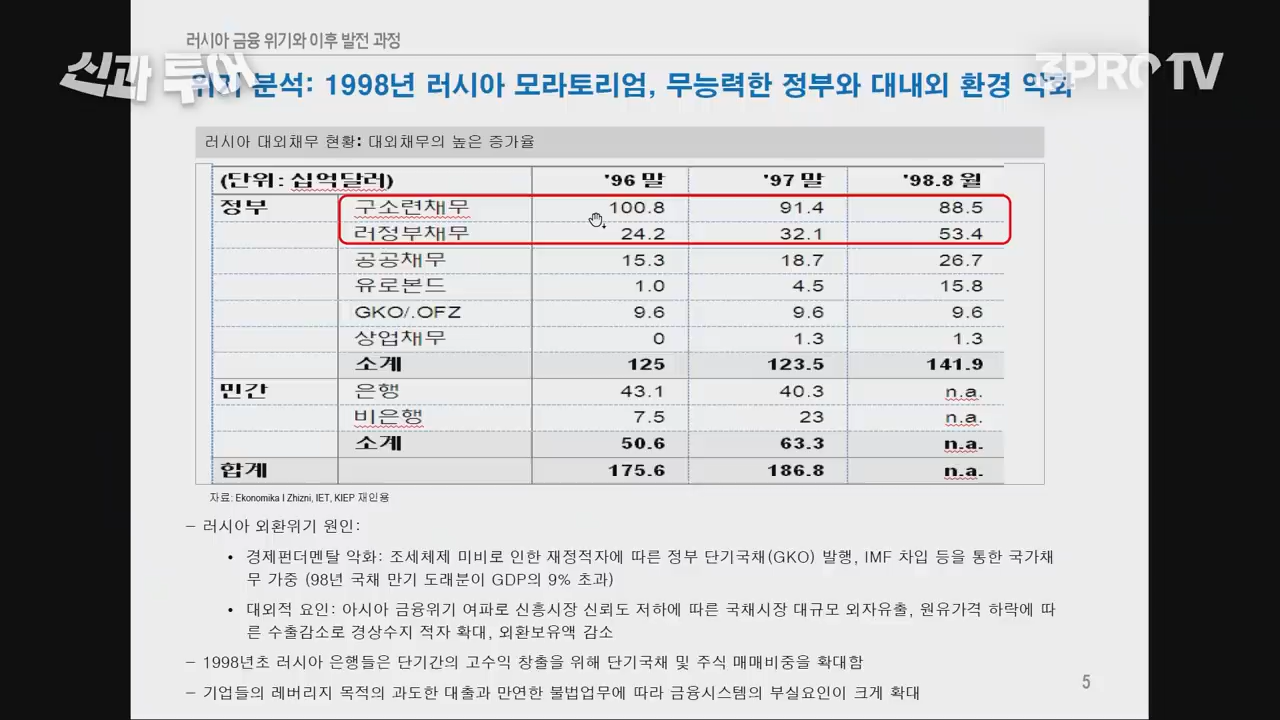 러시아 금융 위기와 이후 발전 과정
신과 투어
3PRO TV
위기 분석: 1998년 러시아 모라토리엄, 무능력한 정부와 대내외 환경 악화
러시아 대외채무 현황: 대외채무의 높은 증가율
(단위: 십억달러) '96 말 '97 말 '98.8 월
정부 구소련채무 100.8 91.4 88.5
러정부채무 24.2 32.1 53.4
공공채무 15.3 18.7 26.7
유로본드 1.0 4.5 15.8
GKO/.OFZ 9.6 9.6 9.6
상업채무 0 1.3 1.3
소계 125 123.5 141.9
민간 은행 43.1 40.3 n.a.
비은행 7.5 23 n.a.
소계 50.6 63.3 n.a.
합계 175.6 186.8 n.a.
자료: Ekonomika I Zhizni, IET, KIEP 재인용
– 러시아 외환위기 원인:
• 경제펀더멘탈 악화: 조세체제 미비로 인한 재정적자에 따른 정부 단기국채(GKO) 발행, IMF 차입 등을 통한 국가채
무 가중 (98년 국채 만기 도래분이 GDP의 9% 초과)
• 대외적 요인: 아시아 금융위기 여파로 신흥시장 신뢰도 저하에 따른 국채시장 대규모 외자유출, 원유가격 하락에 따
른 수출감소로 경상수지 적자 확대, 외환보유액 감소
– 1998년초 러시아 은행들은 단기간의 고수익 창출을 위해 단기국채 및 주식 매매비중을 확대함
– 기업들의 레버리지 목적의 과도한 대출과 만연한 불법업무에 따라 금융시스템의 부실요인이 크게 확대
5